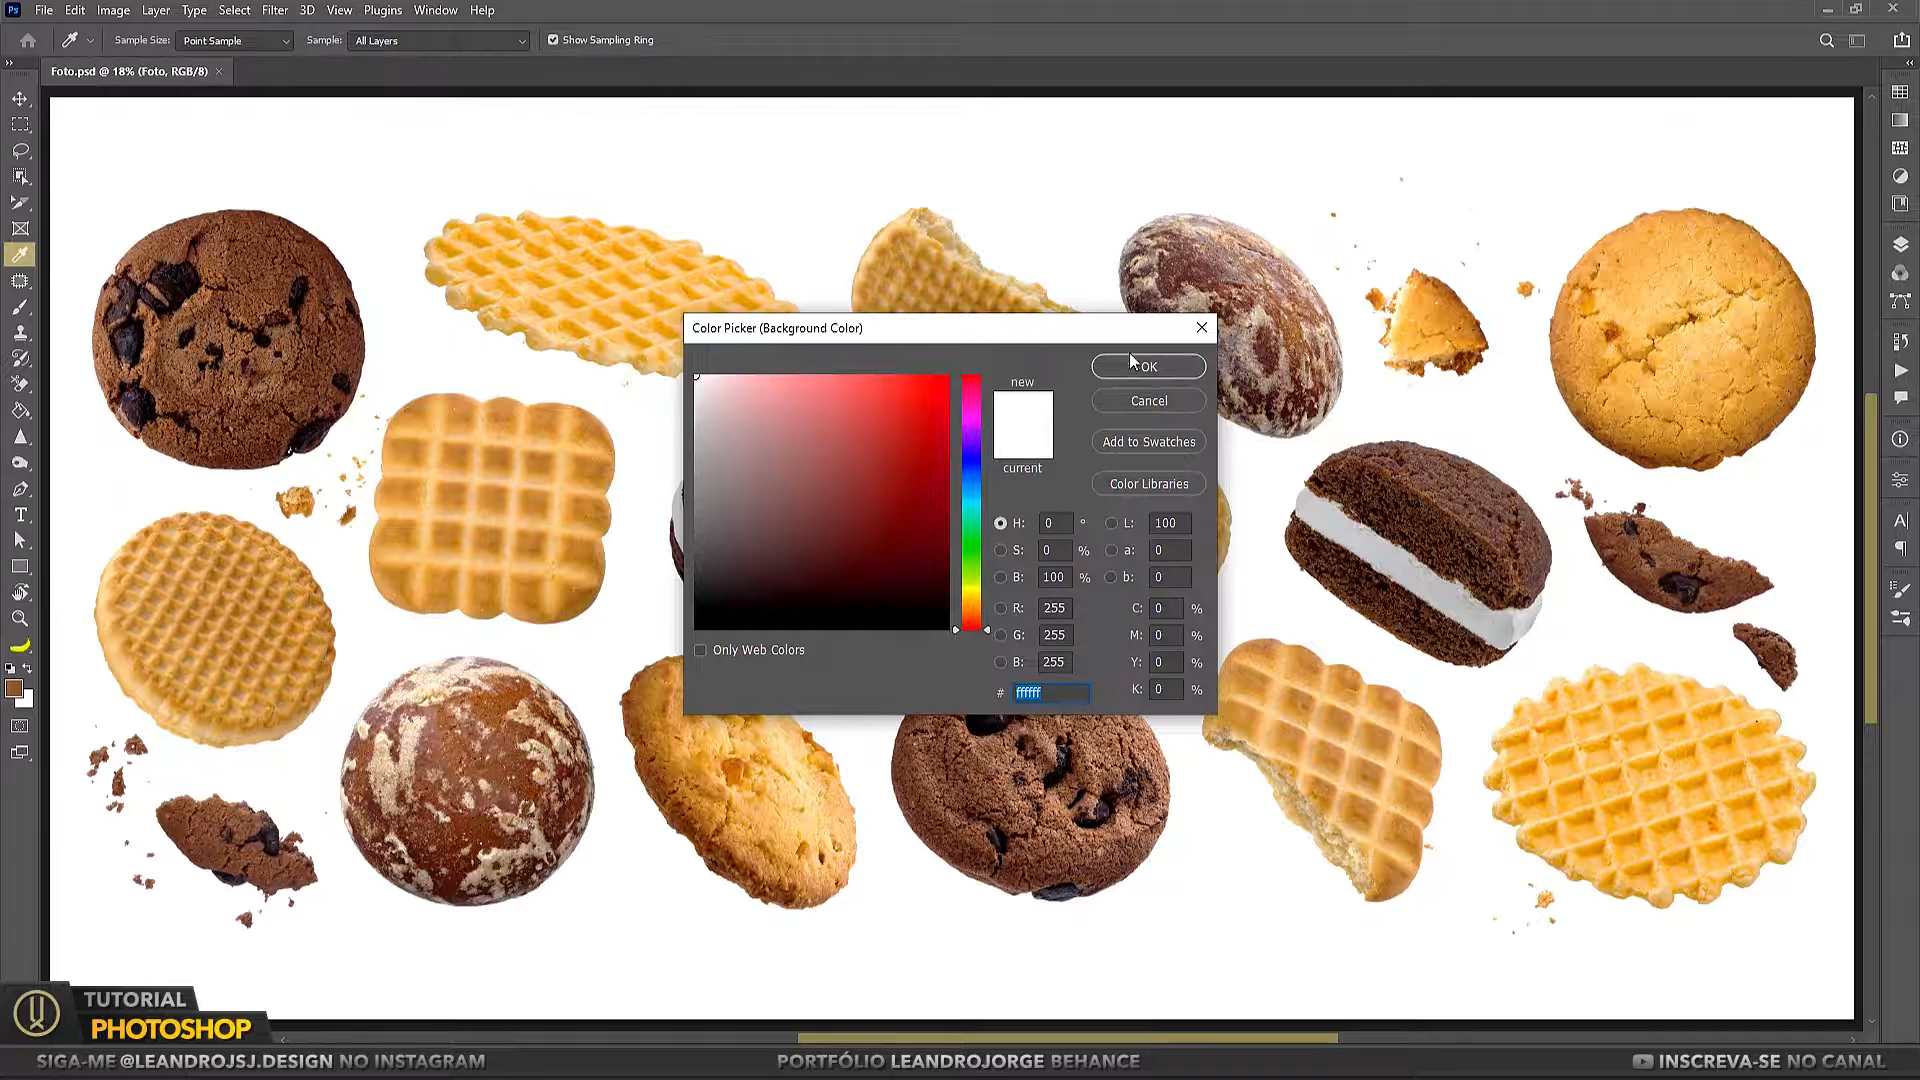 Ps File Edit Image Layer Type Select Filter 3D View Plugins Window Help
Sample Size: Point Sample Sample: All Layers Show Sampling Ring
Foto.psd @ 18% (Foto, RGB/8) ×
Color Picker (Background Color)
OK
new
Cancel
Add to Swatches
current
Color Libraries
H: 0 ° L: 100
S: 0 % a: 0
B: 100 % b: 0
R: 255 C: 0 %
G: 255 M: 0 %
Only Web Colors
B: 255 Y: 0 %
# ffffff K: 0 %
TUTORIAL
PHOTOSHOP
SIGA-ME @LEANDROJSJ.DESIGN NO INSTAGRAM PORTFÓLIO LEANDROJORGE BEHANCE INSCREVA-SE NO CANAL